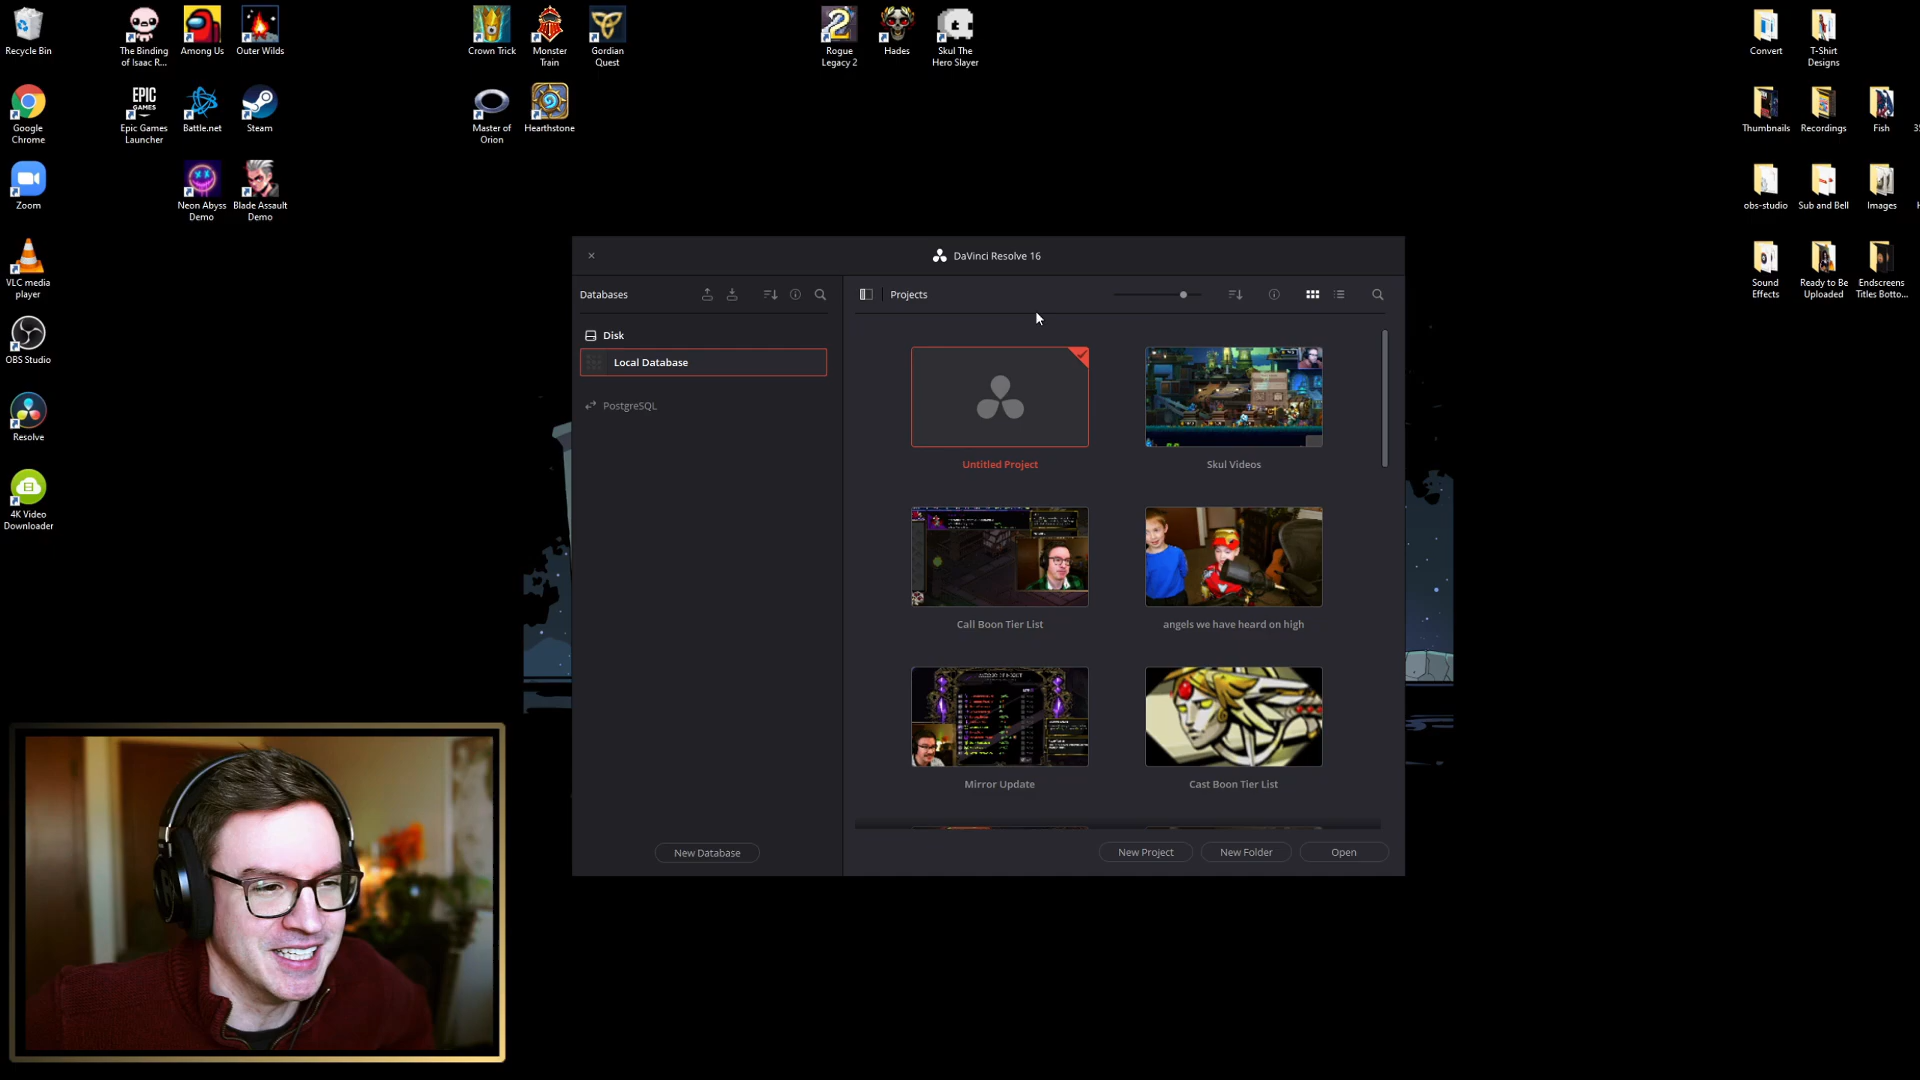 Recycle Bin
The Binding
of Isaac R...
Among Us
Outer Wilds
Crown Trick
Monster
Train
Gordian
Quest
Rogue
Legacy 2
Hades
Skul The
Hero Slayer
Convert
T-Shirt
Designs
Google
Chrome
EPIC
GAMES
Epic Games
Launcher
Battle.net
Steam
Master of
Orion
Hearthstone
Thumbnails
Recordings
Fish
Zoom
Neon Abyss
Demo
Blade Assault
Demo
obs-studio
Sub and Bell
Images
VLC media
player
Sound
Effects
Ready to Be
Uploaded
Endscreens
Titles Botto...
OBS Studio
Resolve
4K Video
Downloader
DaVinci Resolve 16
Databases
Projects
Disk
Local Database
PostgreSQL
Untitled Project
Skul Videos
Call Boon Tier List
angels we have heard on high
Mirror Update
Cast Boon Tier List
New Database
New Project
New Folder
Open